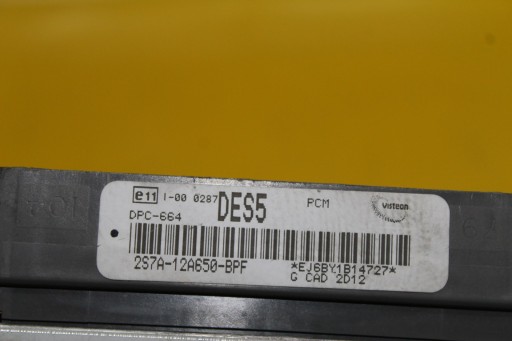 e11 I-00 0287 DES5 PCM visteon
DPC-664
2S7A-12A650-BPF *EJ6BY1B14727*
G CAD 2D12